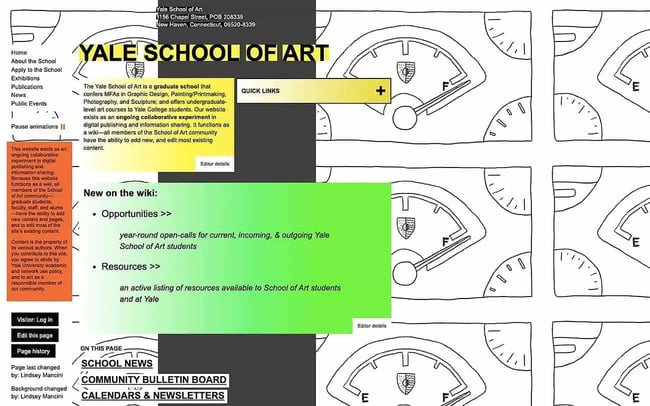 Yale School of Art
1156 Chapel Street, POB 208339
New Haven, Connecticut, 06520-8339
Home
About the School
Apply to the School
Exhibitions
Publications
News
Public Events
Pause animations
This website exists as an
ongoing collaborative
experiment in digital
publishing and
information sharing.
Because this website
functions as a wiki, all
members of the School
of Art community—
graduate students,
faculty, staff, and alums
—have the ability to add
new content and pages,
and to edit most of the
site's existing content.
Content is the property of
its various authors. When
you contribute to this site,
you agree to abide by
Yale University academic
and network use policy,
and to act as a
responsible member of
our community.
Visitor: Log in
Edit this page
Page history
Page last changed
by: Lindsey Mancini
Background changed
by: Lindsey Mancini
YALE SCHOOL OF ART
The Yale School of Art is a graduate school that
confers MFAs in Graphic Design, Painting/Printmaking,
Photography, and Sculpture; and offers undergraduate-
level art courses to Yale College students. Our website
exists as an ongoing collaborative experiment in
digital publishing and information sharing. It functions as
a wiki—all members of the School of Art community
have the ability to add new, and edit most existing
content.
Editor details
QUICK LINKS +
New on the wiki:
• Opportunities >>
year-round open-calls for current, incoming, & outgoing Yale
School of Art students
• Resources >>
an active listing of resources available to School of Art students
and at Yale
Editor details
ON THIS PAGE
SCHOOL NEWS
COMMUNITY BULLETIN BOARD
CALENDARS & NEWSLETTERS
F
F
E
E
F
E